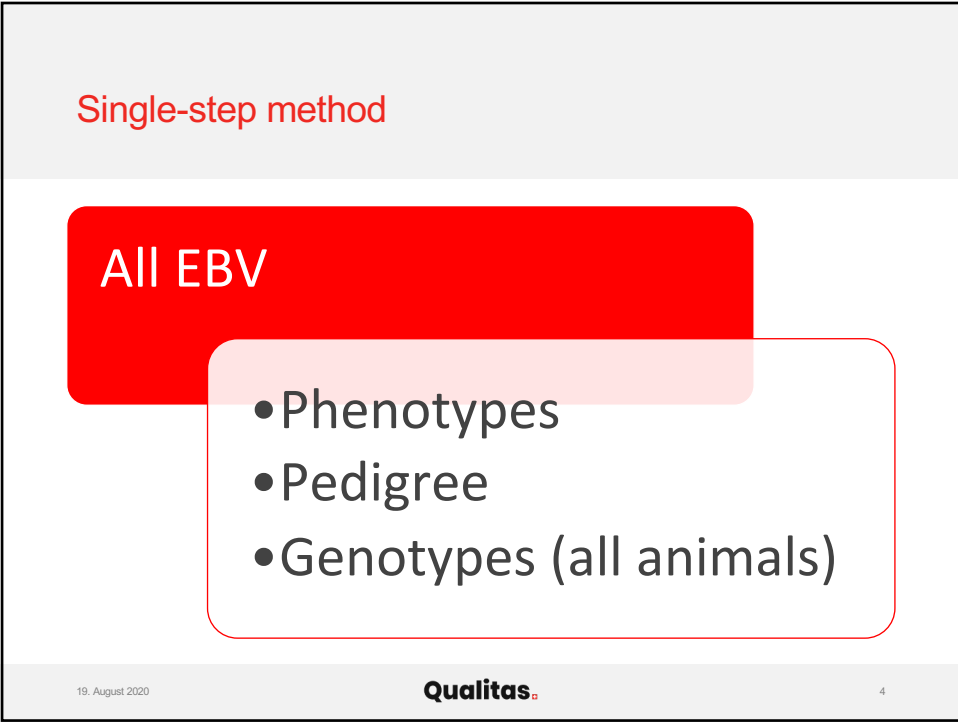 Single-step method
All EBV
•Phenotypes
•Pedigree
•Genotypes (all animals)
19. August 2020
Qualitas.
4